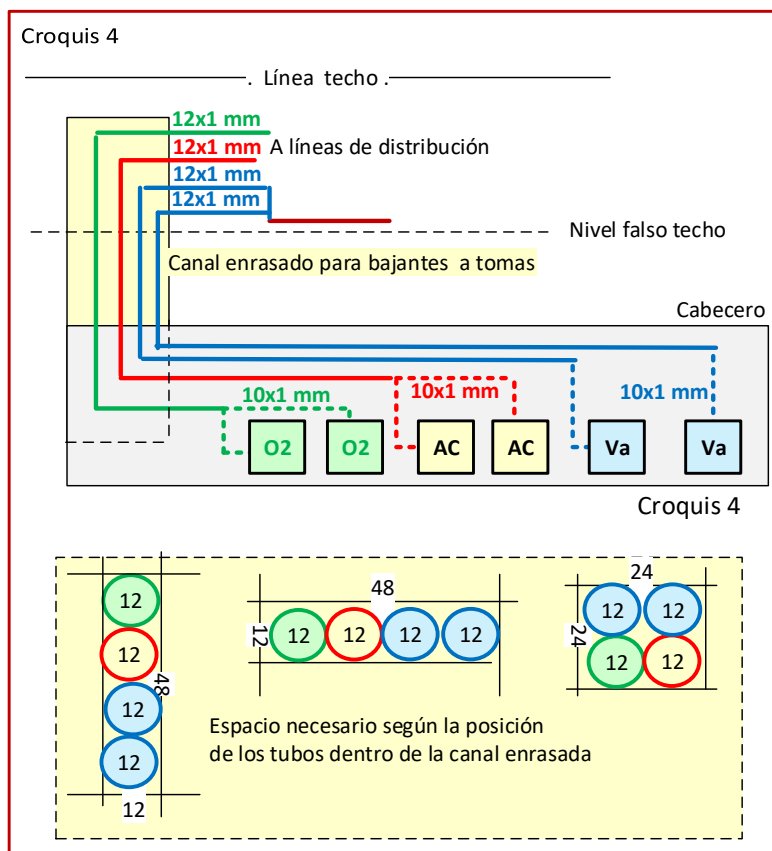 Croquis 4
. Línea techo .
12x1 mm
12x1 mm A líneas de distribución
12x1 mm
12x1 mm
Nivel falso techo
Canal enrasado para bajantes a tomas
Cabecero
10x1 mm
10x1 mm
10x1 mm
O2 O2 AC AC Va Va
Croquis 4
12
12
12
12
48
12
48
12
12 12 12 12
24
24
12 12
12 12
Espacio necesario según la posición
de los tubos dentro de la canal enrasada